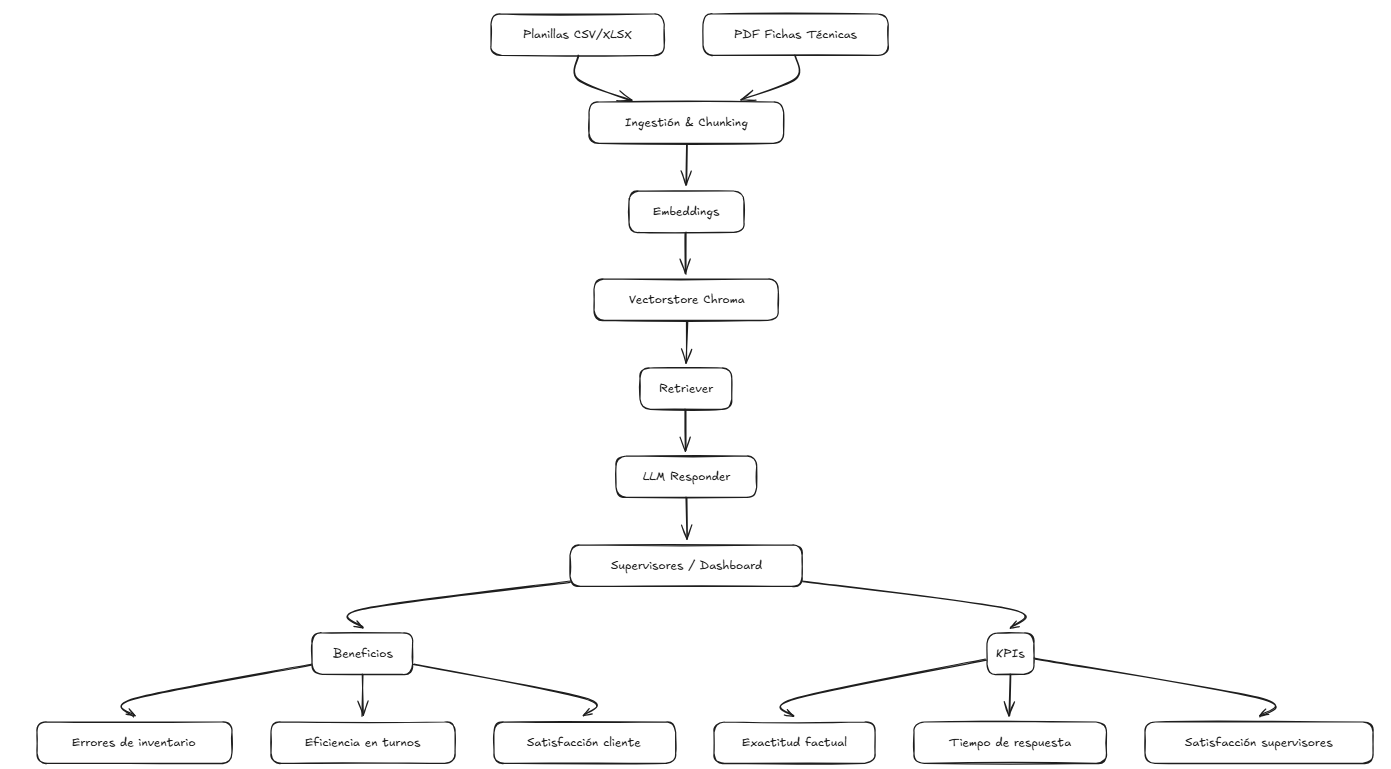 Planillas CSV/XLSX
PDF Fichas Técnicas
Ingestión & Chunking
Embeddings
Vectorstore Chroma
Retriever
LLM Responder
Supervisores / Dashboard
Beneficios
KPIs
Errores de inventario
Eficiencia en turnos
Satisfacción cliente
Exactitud factual
Tiempo de respuesta
Satisfacción supervisores